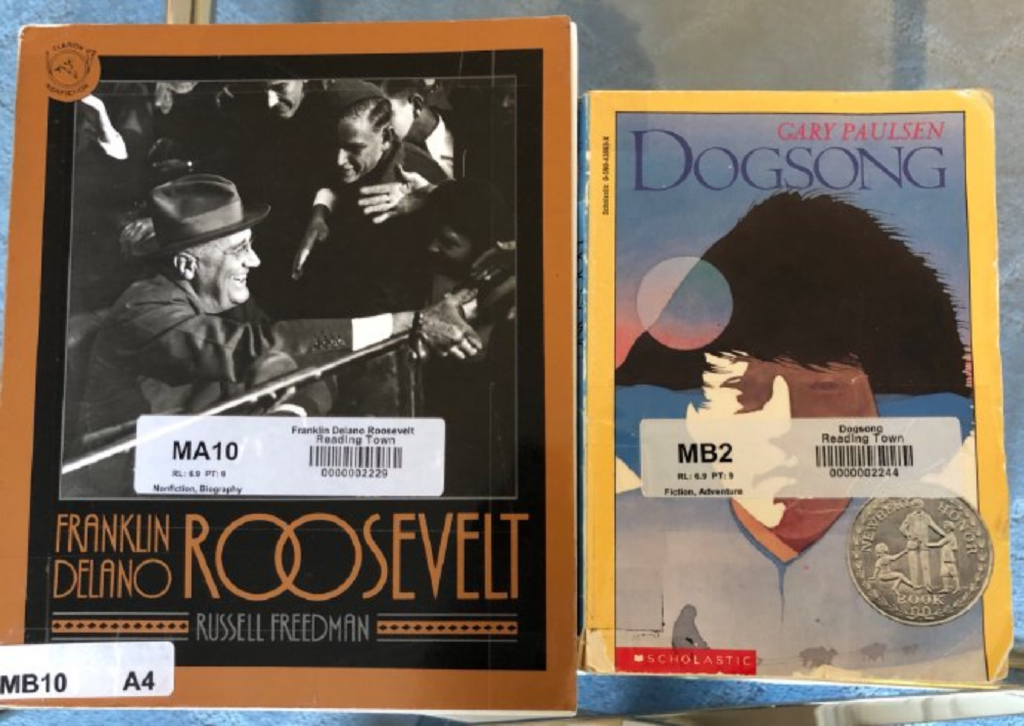 CLARION
NONFICTION
MA10
RL: 6.9 PT: 9
Nonfiction, Biography
Franklin Delano Roosevelt
Reading Town
0000002229
FRANKLIN
DELANO
ROOSEVELT
RUSSELL FREEDMAN
MB10 A4
GARY PAULSEN
DOGSONG
MB2
RL: 6.9 PT: 9
Fiction, Adventure
Dogsong
Reading Town
0000002244
NEWBERY HONOR
BOOK
SCHOLASTIC